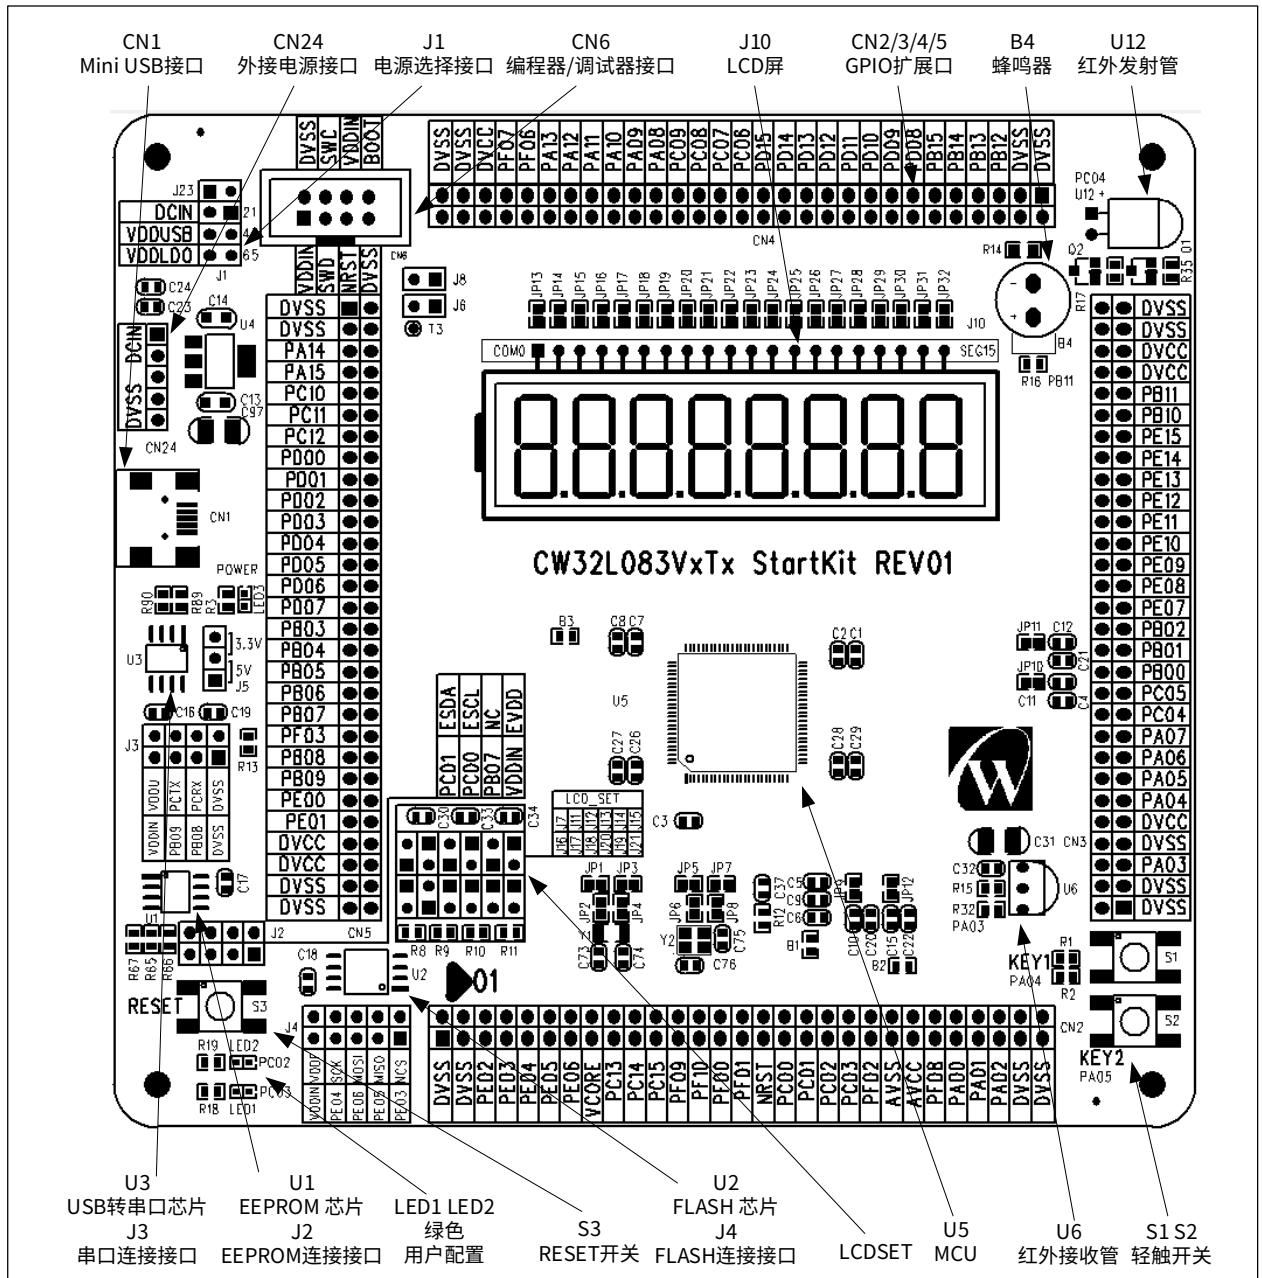 CN1
Mini USB接口
CN24
外接电源接口
J1
电源选择接口
CN6
编程器/调试器接口
J10
LCD屏
CN2/3/4/5
GPIO扩展口
B4
蜂鸣器
U12
红外发射管
DVSS
SWC
VDDIN
BOOT
DVSS
DVSS
DVCC
PF07
PF06
PA13
PA12
PA11
PA10
PA09
PA08
PC09
PC08
PC07
PC06
PD15
PD14
PD13
PD12
PD11
PD10
PD09
PD08
PB15
PB14
PB13
PB12
DVSS
DVSS
J23
DCIN
21
VDDUSB
4
VDDLDO
65
J1
CN6
CN4
PC04
U12 +
R14
Q2
Q1
R35
R17
VDDIN
SWD
NRST
DVSS
J8
J6
T3
C24
C23
C14
U4
C13
C97
DCIN
DVSS
CN24
JP13
JP14
JP15
JP16
JP17
JP18
JP19
JP20
JP21
JP22
JP23
JP24
JP25
JP26
JP27
JP28
JP29
JP30
JP31
JP32
J10
COM0
SEG15
B4
R16 PB11
DVSS
DVSS
PA14
PA15
PC10
PC11
PC12
PD00
PD01
PD02
PD03
PD04
PD05
PD06
PD07
PB03
PB04
PB05
PB06
PB07
PF03
PB08
PB09
PE00
PE01
DVCC
DVCC
DVSS
DVSS
DVSS
DVSS
DVCC
DVCC
PB11
PB10
PE15
PE14
PE13
PE12
PE11
PE10
PE09
PE08
PE07
PB02
PB01
PB00
PC05
PC04
PA07
PA06
PA05
PA04
DVCC
DVSS
PA03
DVSS
DVSS
CN1
POWER
R90
R89
R3
LED3
CW32L083VxTx StartKit REV01
U3
3.3V
5V
J5
C16
C19
J3
R13
VDDU
PCTX
PCRX
DVSS
VDDIN
PB09
PB08
DVSS
B3
C8
C7
C2
C1
U5
C27
C26
C28
C29
JP11
C12
C21
JP10
C11
C4
ESDA
ESCL
NC
EVDD
PC01
PC00
PB07
VDDIN
C30
C33
C34
LCD_SET
J7
J11
J12
J13
J14
J15
J16
J17
J18
J20
J19
J21
C3
C31
CN3
C32
R15
R32
PA03
U6
JP1
JP3
JP2
JP4
Y1
C73
C74
JP5
JP7
JP6
JP8
Y2
C75
C76
C37
R12
C5
C9
C6
B1
JP9
JP12
C10
C20
C15
C22
B2
U1
C17
J2
CN5
R67
R65
R66
R8
R9
R10
R11
C18
U2
01
RESET
S3
J4
R19
LED2
PC02
R18
LED1
PC03
VDDF
SCK
MOSI
MISO
NCS
VDDIN
PE04
PE06
PE05
PE03
KEY1
PA04
R1
R2
S1
S2
KEY2
PA05
CN2
DVSS
DVSS
PE02
PE03
PE04
PE05
PE06
VCORE
PC13
PC14
PC15
PF09
PF10
PF00
PF01
NRST
PC00
PC01
PC02
PC03
PF02
AVSS
AVCC
PF08
PA00
PA01
PA02
DVSS
DVSS
U3
USB转串口芯片
J3
串口连接接口
U1
EEPROM 芯片
J2
EEPROM连接接口
LED1 LED2
绿色
用户配置
S3
RESET开关
U2
FLASH 芯片
J4
FLASH连接接口
LCDSET
U5
MCU
U6
红外接收管
S1 S2
轻触开关